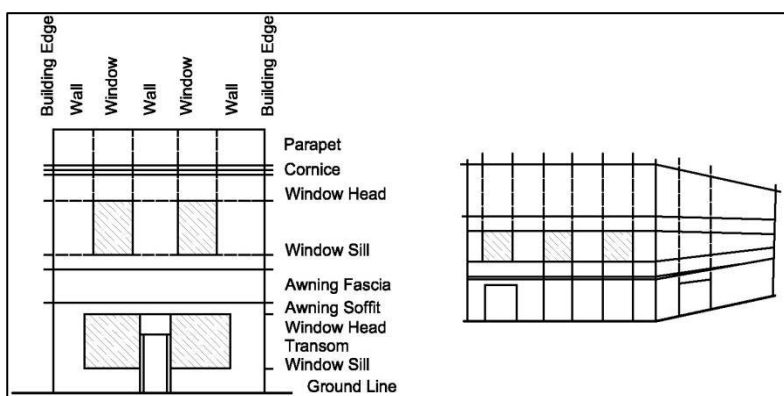 Building Edge
Wall
Window
Wall
Window
Wall
Building Edge
Parapet
Cornice
Window Head
Window Sill
Awning Fascia
Awning Soffit
Window Head
Transom
Window Sill
Ground Line